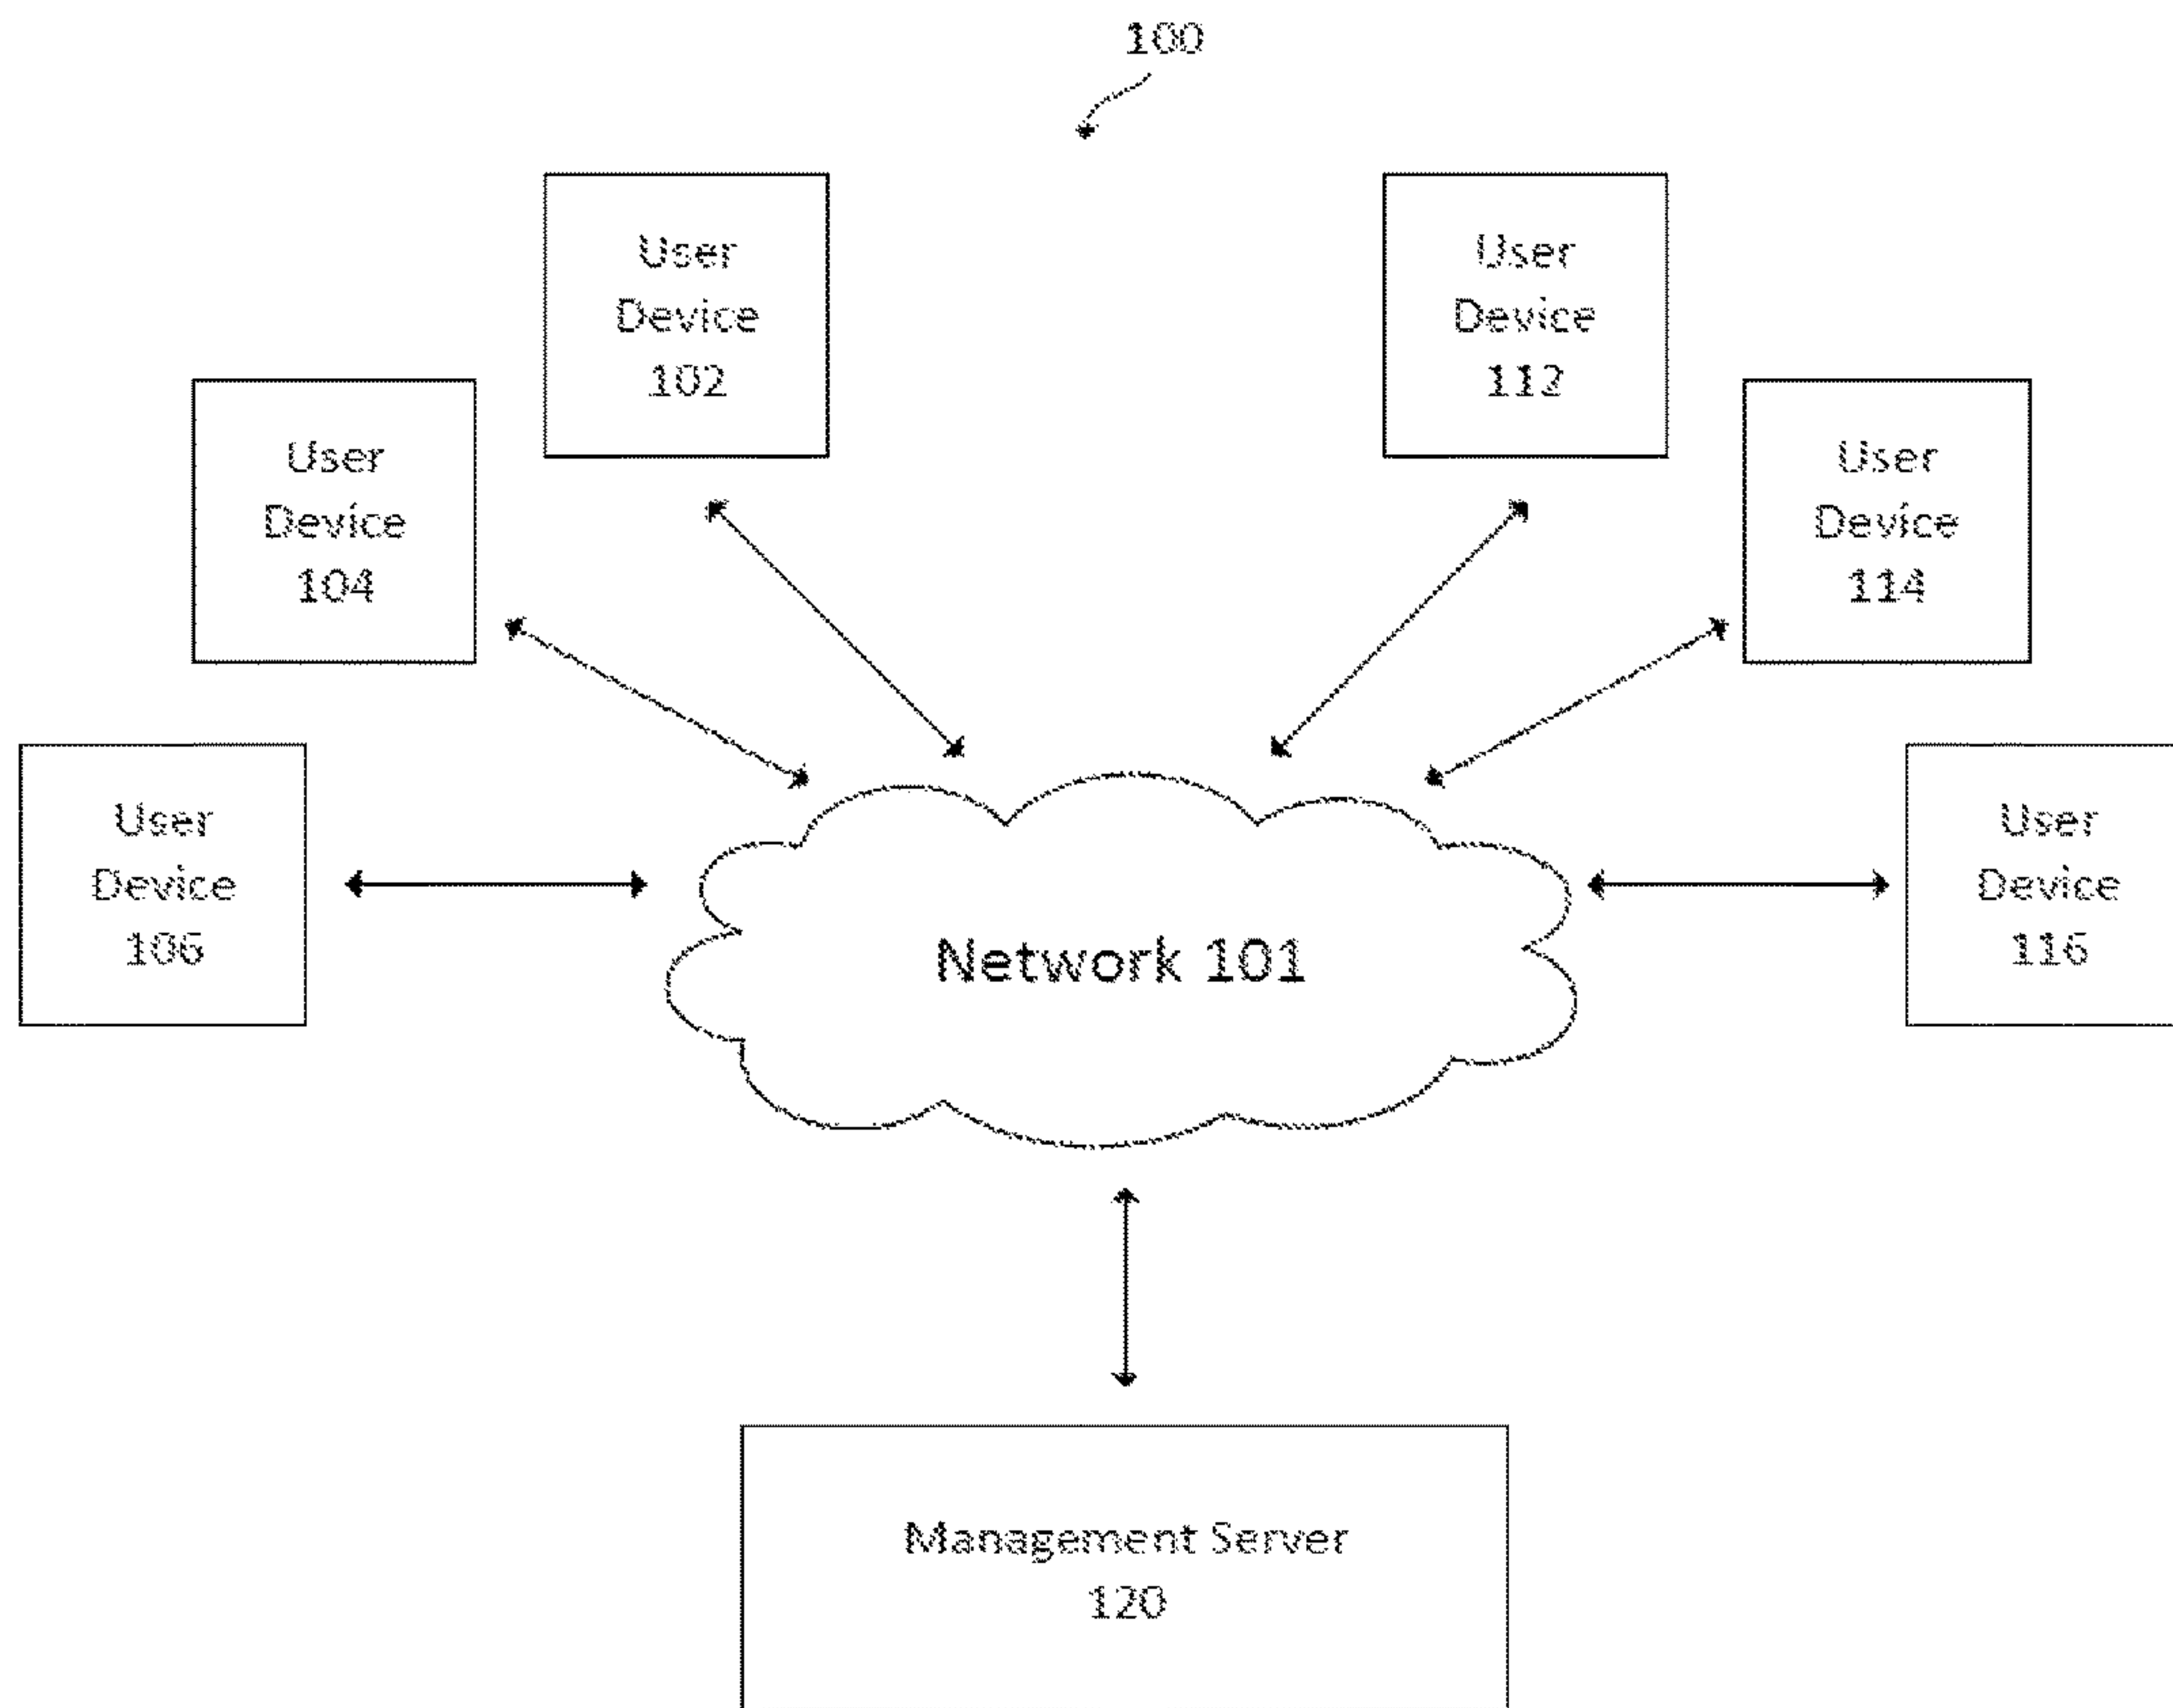 100
User
Device
102
User
Device
112
User
Device
104
User
Device
114
User
Device
106
User
Device
116
Network 101
Management Server
120